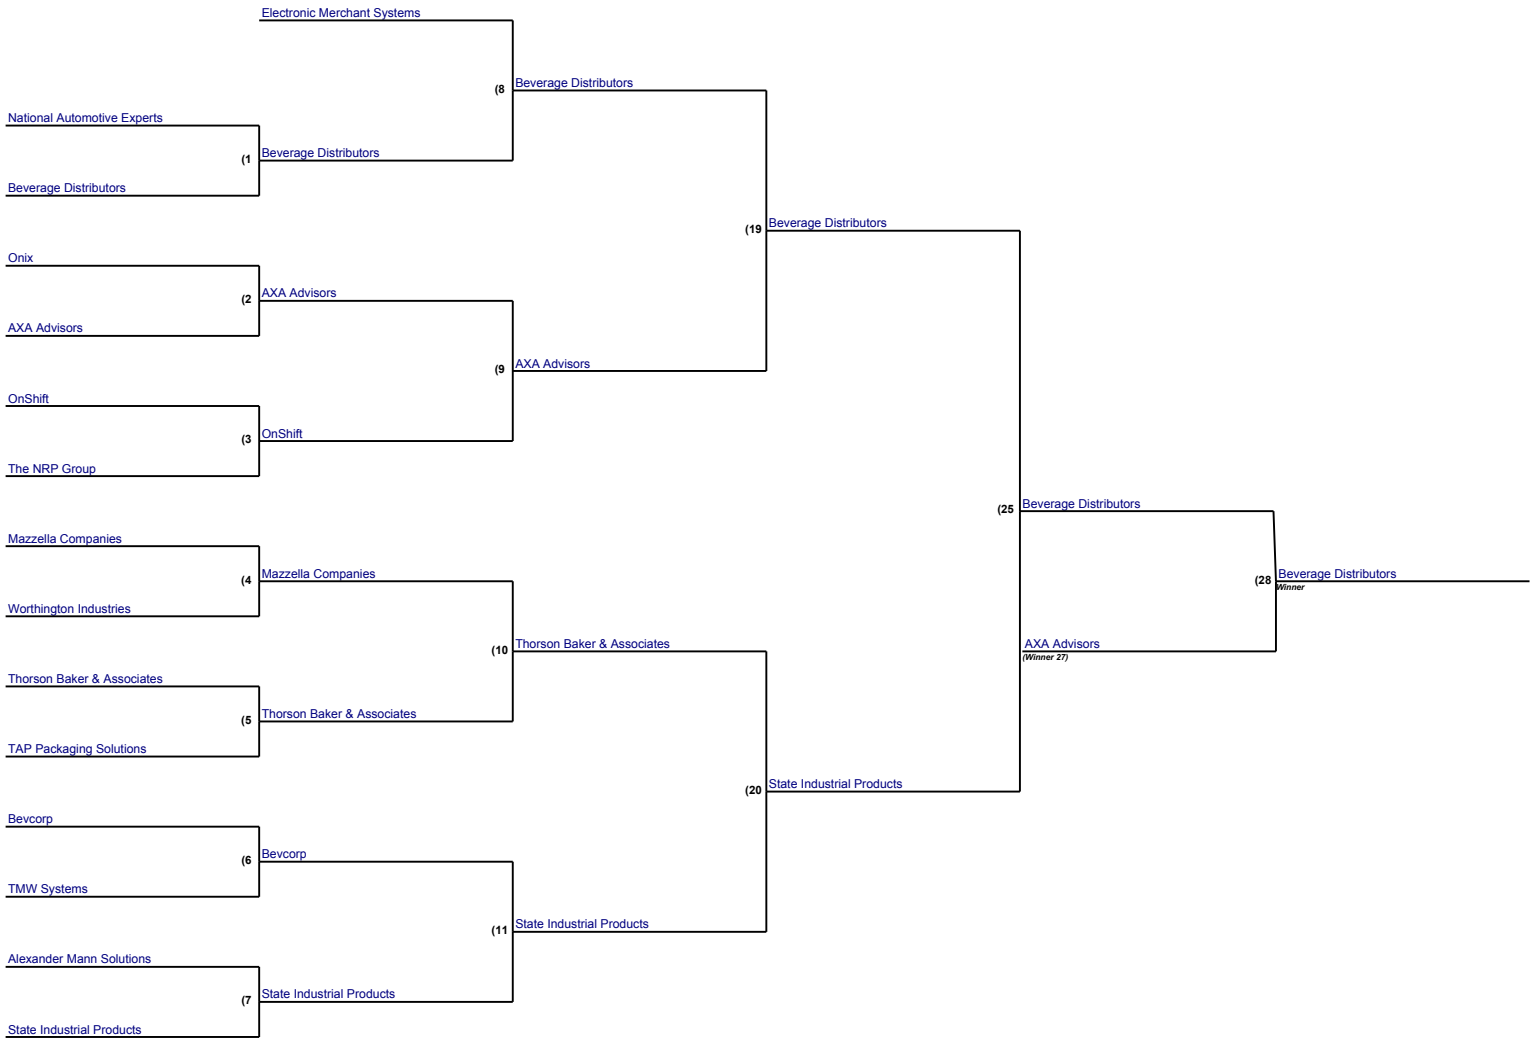 Electronic Merchant Systems
(8 Beverage Distributors
National Automotive Experts
(1 Beverage Distributors
Beverage Distributors
(19 Beverage Distributors
Onix
(2 AXA Advisors
AXA Advisors
(9 AXA Advisors
OnShift
(3 OnShift
The NRP Group
(25 Beverage Distributors
Mazzella Companies
(4 Mazzella Companies
(28 Beverage Distributors
Winner
Worthington Industries
(10 Thorson Baker & Associates
AXA Advisors
(Winner 27)
Thorson Baker & Associates
(5 Thorson Baker & Associates
TAP Packaging Solutions
(20 State Industrial Products
Bevcorp
(6 Bevcorp
TMW Systems
(11 State Industrial Products
Alexander Mann Solutions
(7 State Industrial Products
State Industrial Products